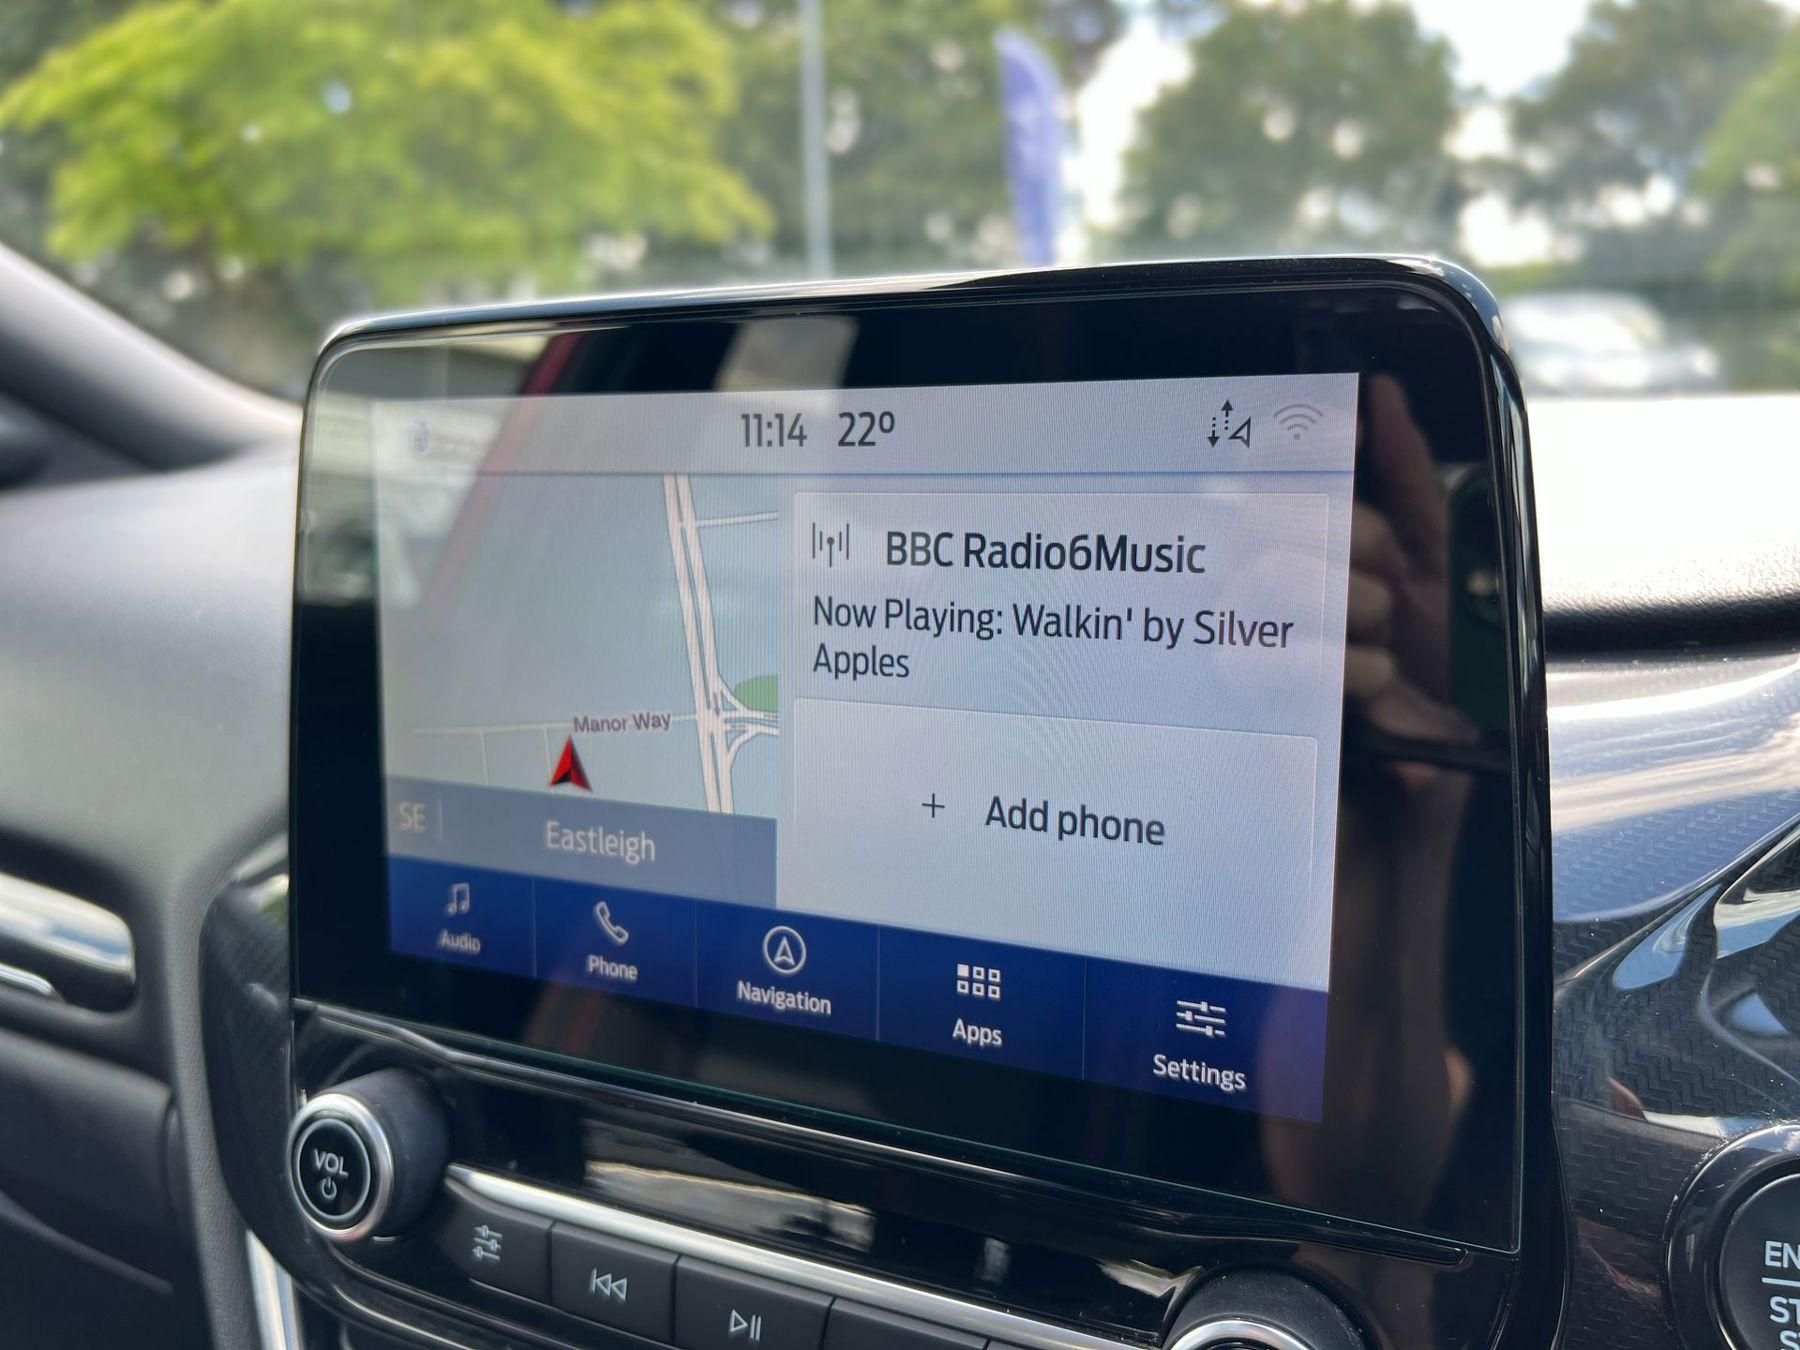 11:14 22º
BBC Radio6Music
Now Playing: Walkin' by Silver
Apples
Manor Way
SE
Eastleigh
Add phone
Audio
Phone
Navigation
Apps
Settings
VOL